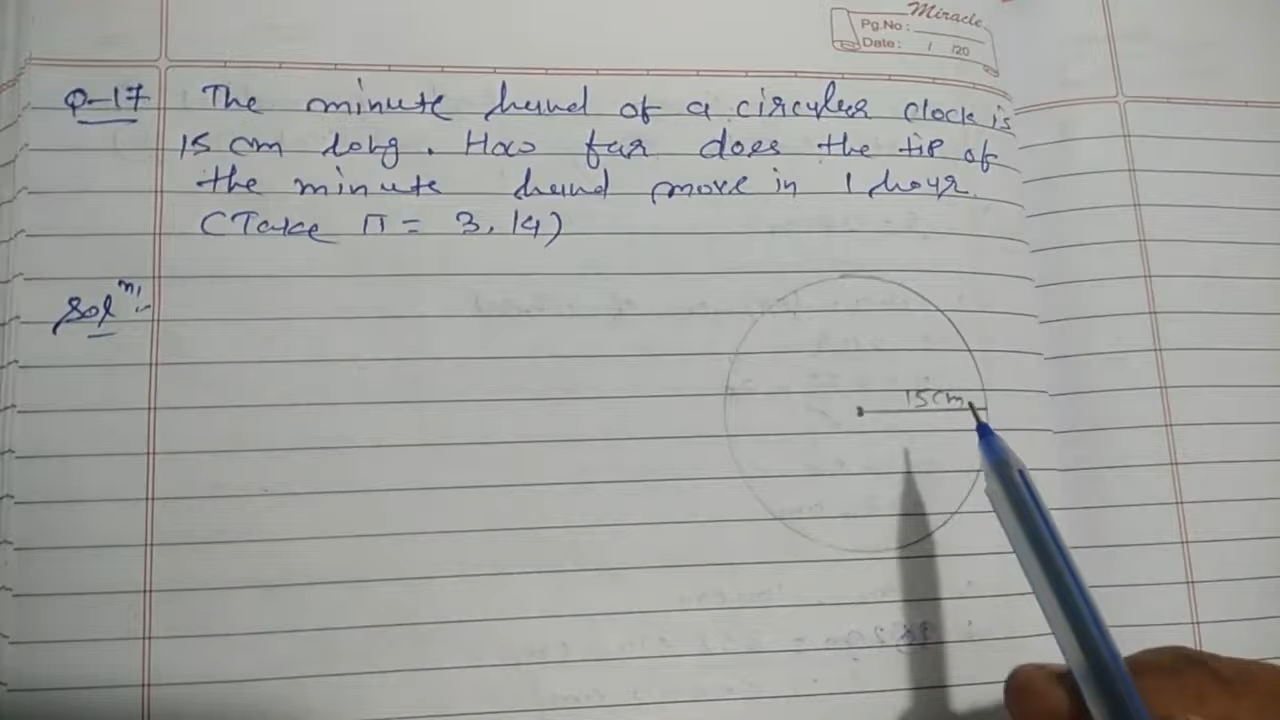 Miracle
Pg.No:
Date: / /20
Q-17 The minute hand of a circular clock is
15 cm long. How far does the tip of
the minute hand move in 1 hour.
(Take π = 3.14)
Solⁿ:-
15cm